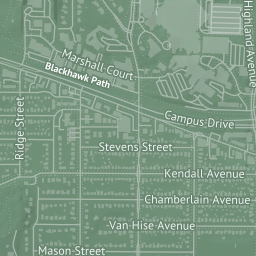 Highland Avenue
Marshall Court
Blackhawk Path
Ridge Street
Campus Drive
Stevens Street
Kendall Avenue
Chamberlain Avenue
Van Hise Avenue
Mason Street